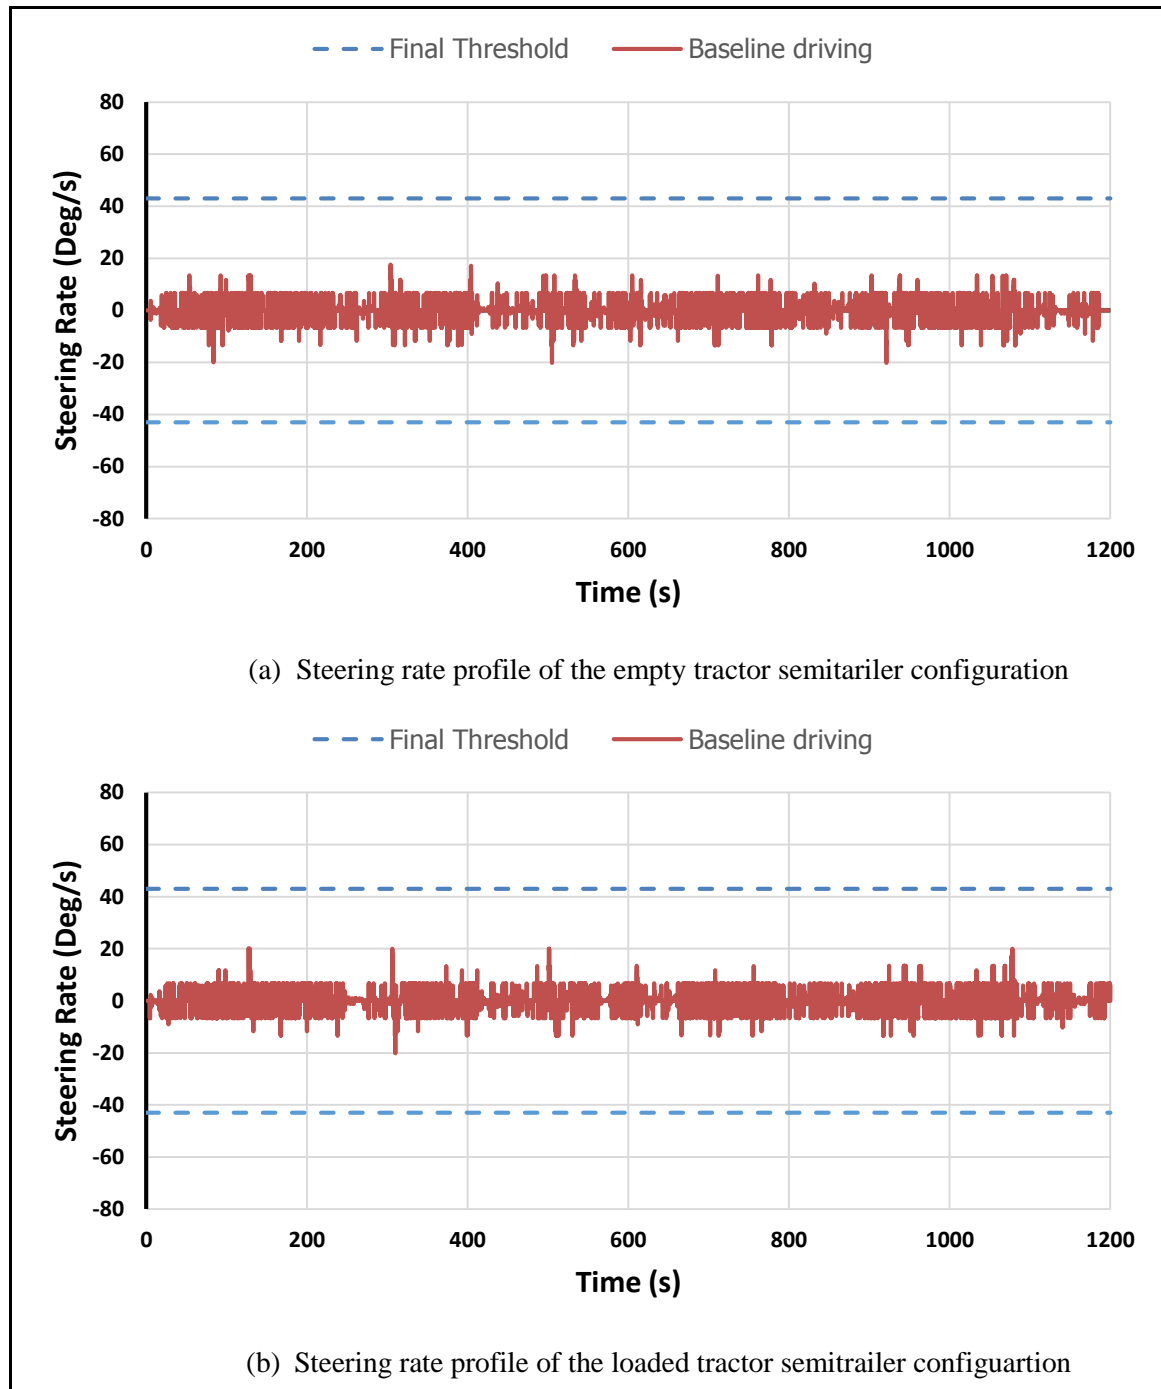 Final Threshold Baseline driving
80
60
40
20
0
-20
-40
-60
-80
Steering Rate (Deg/s)
0 200 400 600 800 1000 1200
Time (s)
(a) Steering rate profile of the empty tractor semitariler configuration
Final Threshold Baseline driving
80
60
40
20
0
-20
-40
-60
-80
Steering Rate (Deg/s)
0 200 400 600 800 1000 1200
Time (s)
(b) Steering rate profile of the loaded tractor semitrailer configuartion